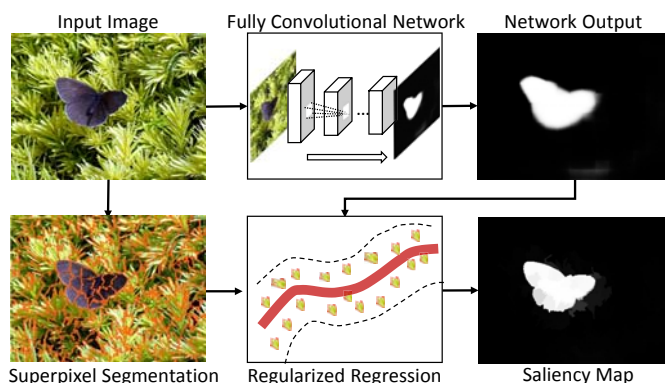 Input Image
Fully Convolutional Network
Network Output
...
Superpixel Segmentation
Regularized Regression
Saliency Map